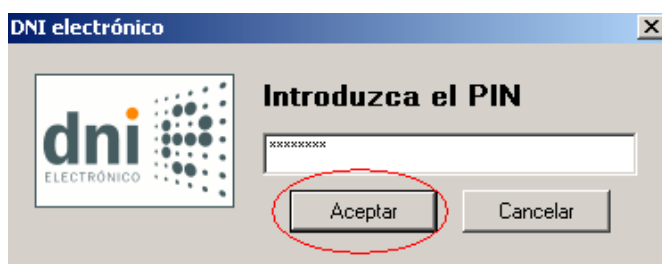 DNI electrónico
dni
ELECTRÓNICO
Introduzca el PIN
********
Aceptar
Cancelar